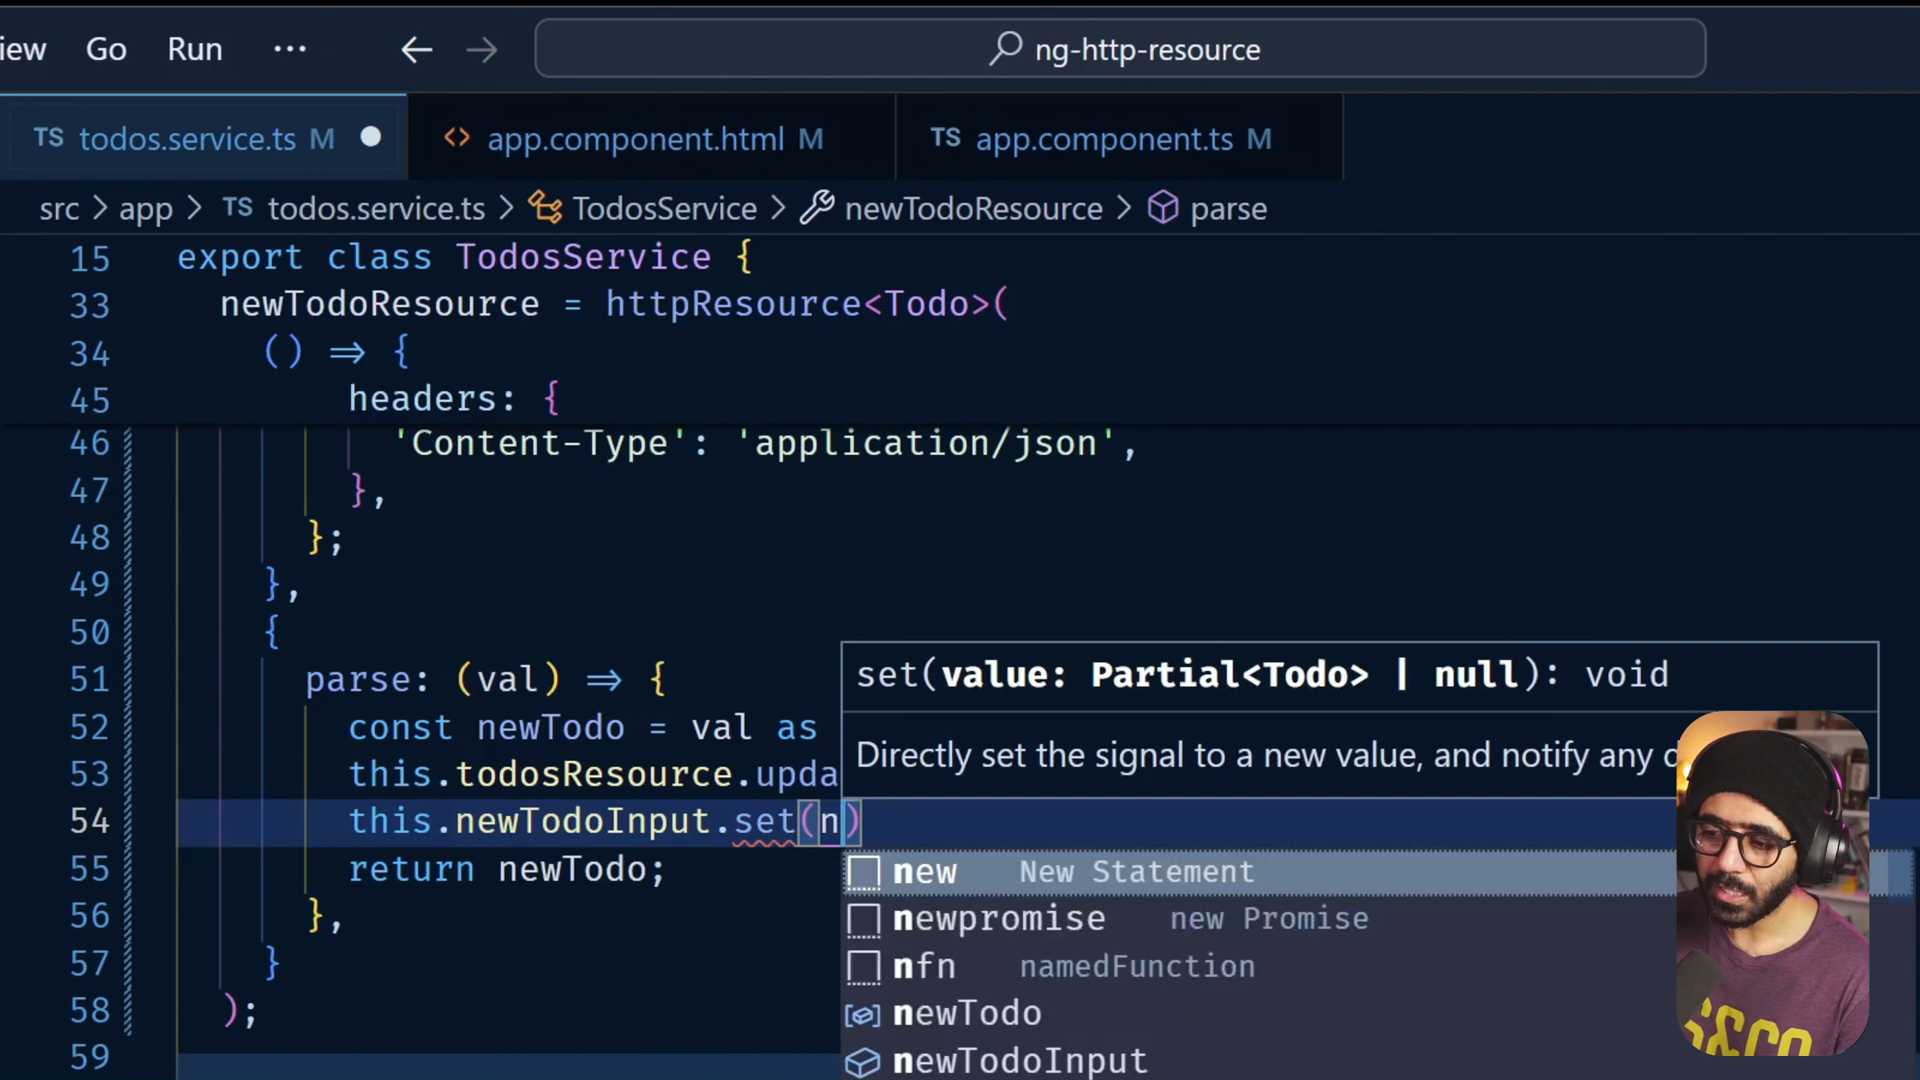 iew Go Run ··· ← → ng-http-resource
TS todos.service.ts M ● <> app.component.html M TS app.component.ts M
src > app > TS todos.service.ts > TodosService > newTodoResource > parse
15 export class TodosService {
33 newTodoResource = httpResource<Todo>(
34 () => {
45 headers: {
46 'Content-Type': 'application/json',
47 },
48 };
49 },
50 {
51 parse: (val) => {
52 const newTodo = val as
53 this.todosResource.upda
54 this.newTodoInput.set(n)
55 return newTodo;
56 },
57 }
58 );
59
set(value: Partial<Todo> | null): void
Directly set the signal to a new value, and notify any
new New Statement
newpromise new Promise
nfn namedFunction
newTodo
newTodoInput